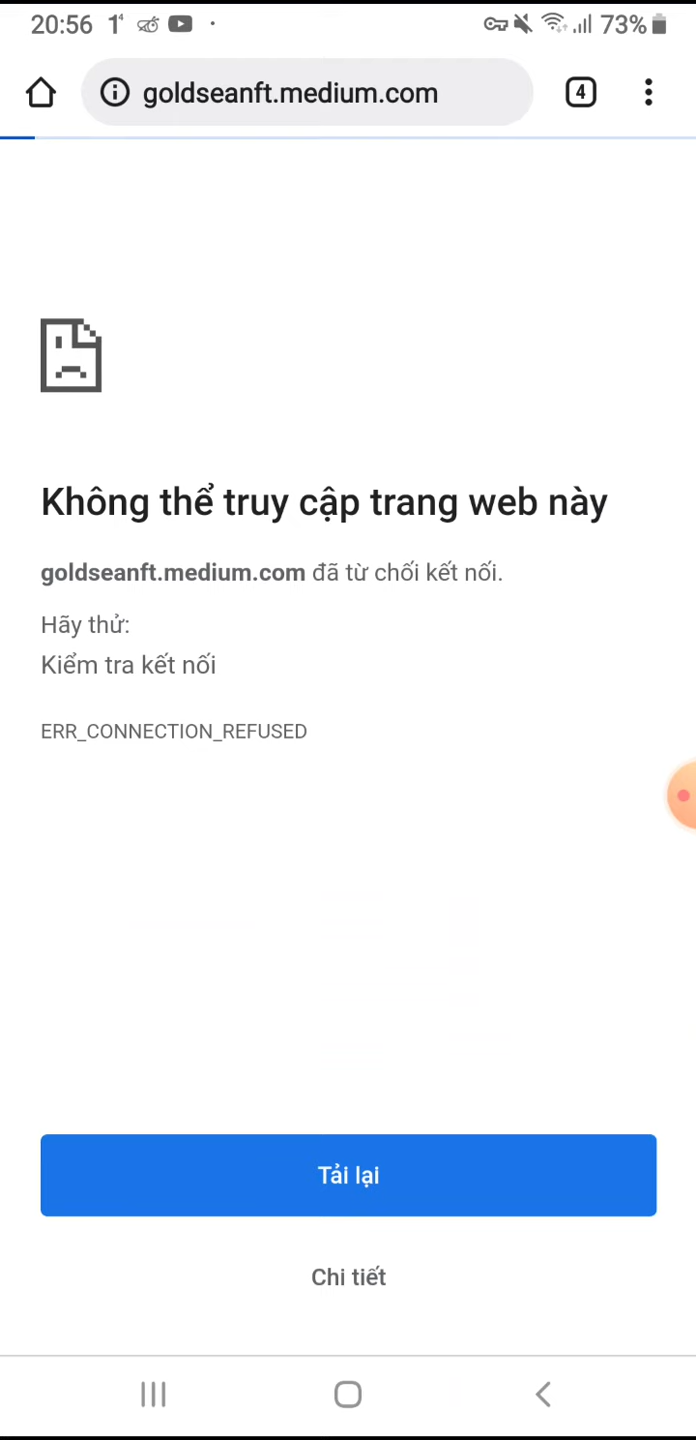 20:56
73%
goldseanft.medium.com
4
Không thể truy cập trang web này
goldseanft.medium.com đã từ chối kết nối.
Hãy thử:
Kiểm tra kết nối
ERR_CONNECTION_REFUSED
Tải lại
Chi tiết